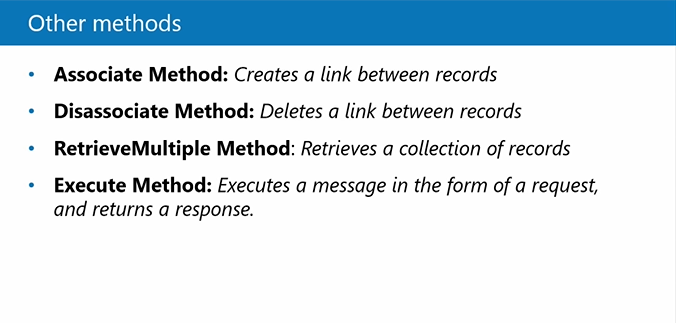 Other methods
• Associate Method: Creates a link between records
• Disassociate Method: Deletes a link between records
• RetrieveMultiple Method: Retrieves a collection of records
• Execute Method: Executes a message in the form of a request,
and returns a response.